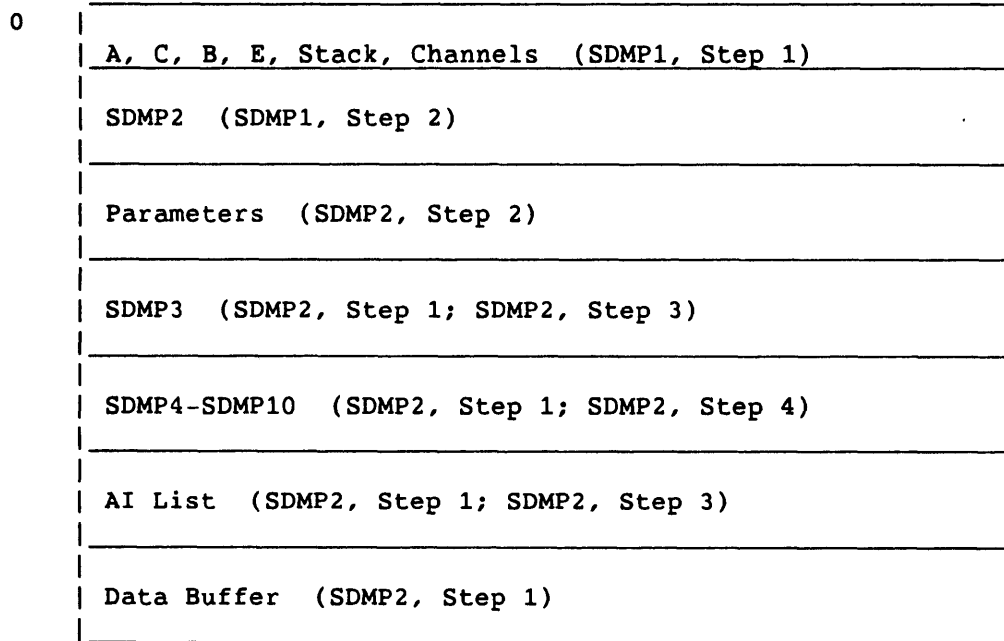 0
A, C, B, E, Stack, Channels (SDMP1, Step 1)
SDMP2 (SDMP1, Step 2)
Parameters (SDMP2, Step 2)
SDMP3 (SDMP2, Step 1; SDMP2, Step 3)
SDMP4-SDMP10 (SDMP2, Step 1; SDMP2, Step 4)
AI List (SDMP2, Step 1; SDMP2, Step 3)
Data Buffer (SDMP2, Step 1)